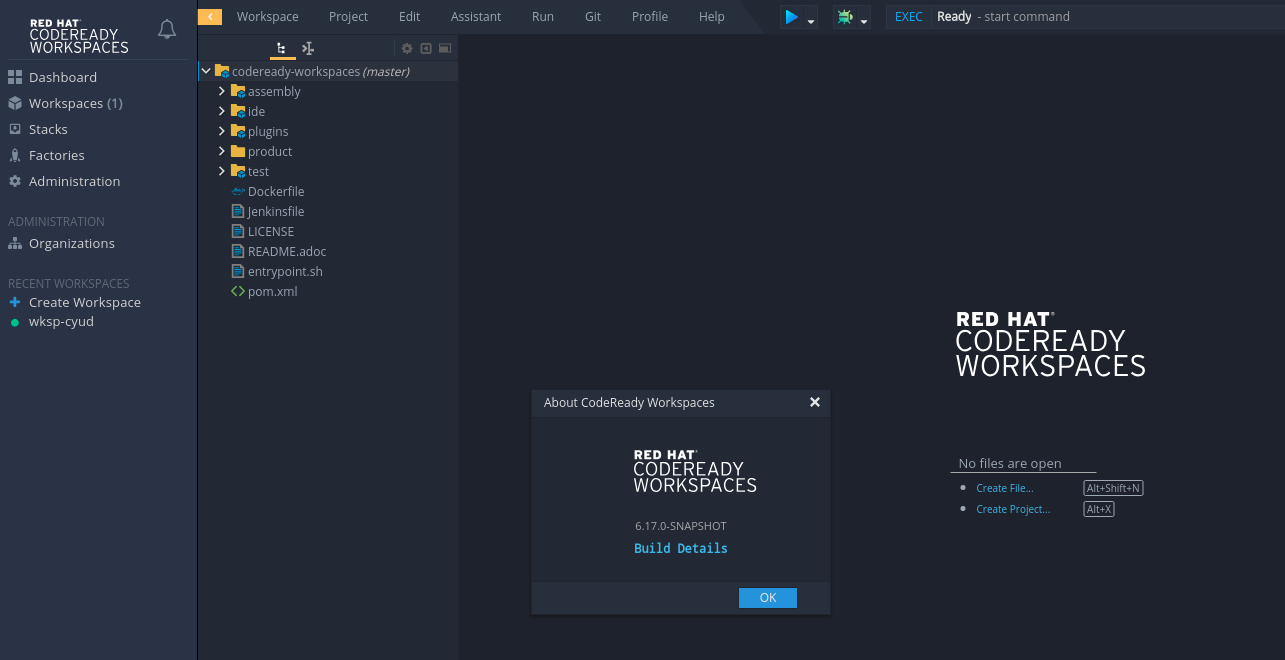 RED HAT
CODEREADY
WORKSPACES
Dashboard
Workspaces (1)
Stacks
Factories
Administration
ADMINISTRATION
Organizations
RECENT WORKSPACES
Create Workspace
wksp-cyud
Workspace Project Edit Assistant Run Git Profile Help
EXEC Ready - start command
codeready-workspaces (master)
assembly
ide
plugins
product
test
Dockerfile
Jenkinsfile
LICENSE
README.adoc
entrypoint.sh
pom.xml
RED HAT
CODEREADY
WORKSPACES
No files are open
Create File... Alt+Shift+N
Create Project... Alt+X
About CodeReady Workspaces
RED HAT
CODEREADY
WORKSPACES
6.17.0-SNAPSHOT
Build Details
OK